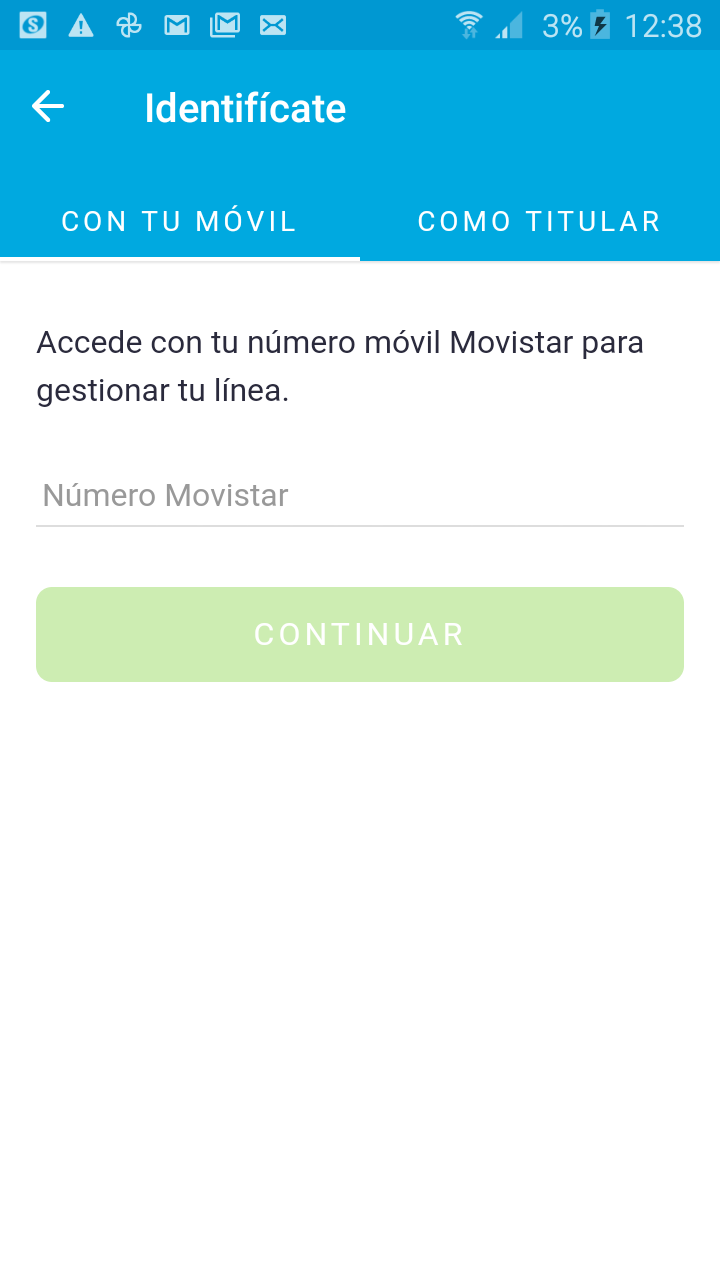 3% 12:38
Identifícate
CON TU MÓVIL
COMO TITULAR
Accede con tu número móvil Movistar para
gestionar tu línea.
Número Movistar
CONTINUAR